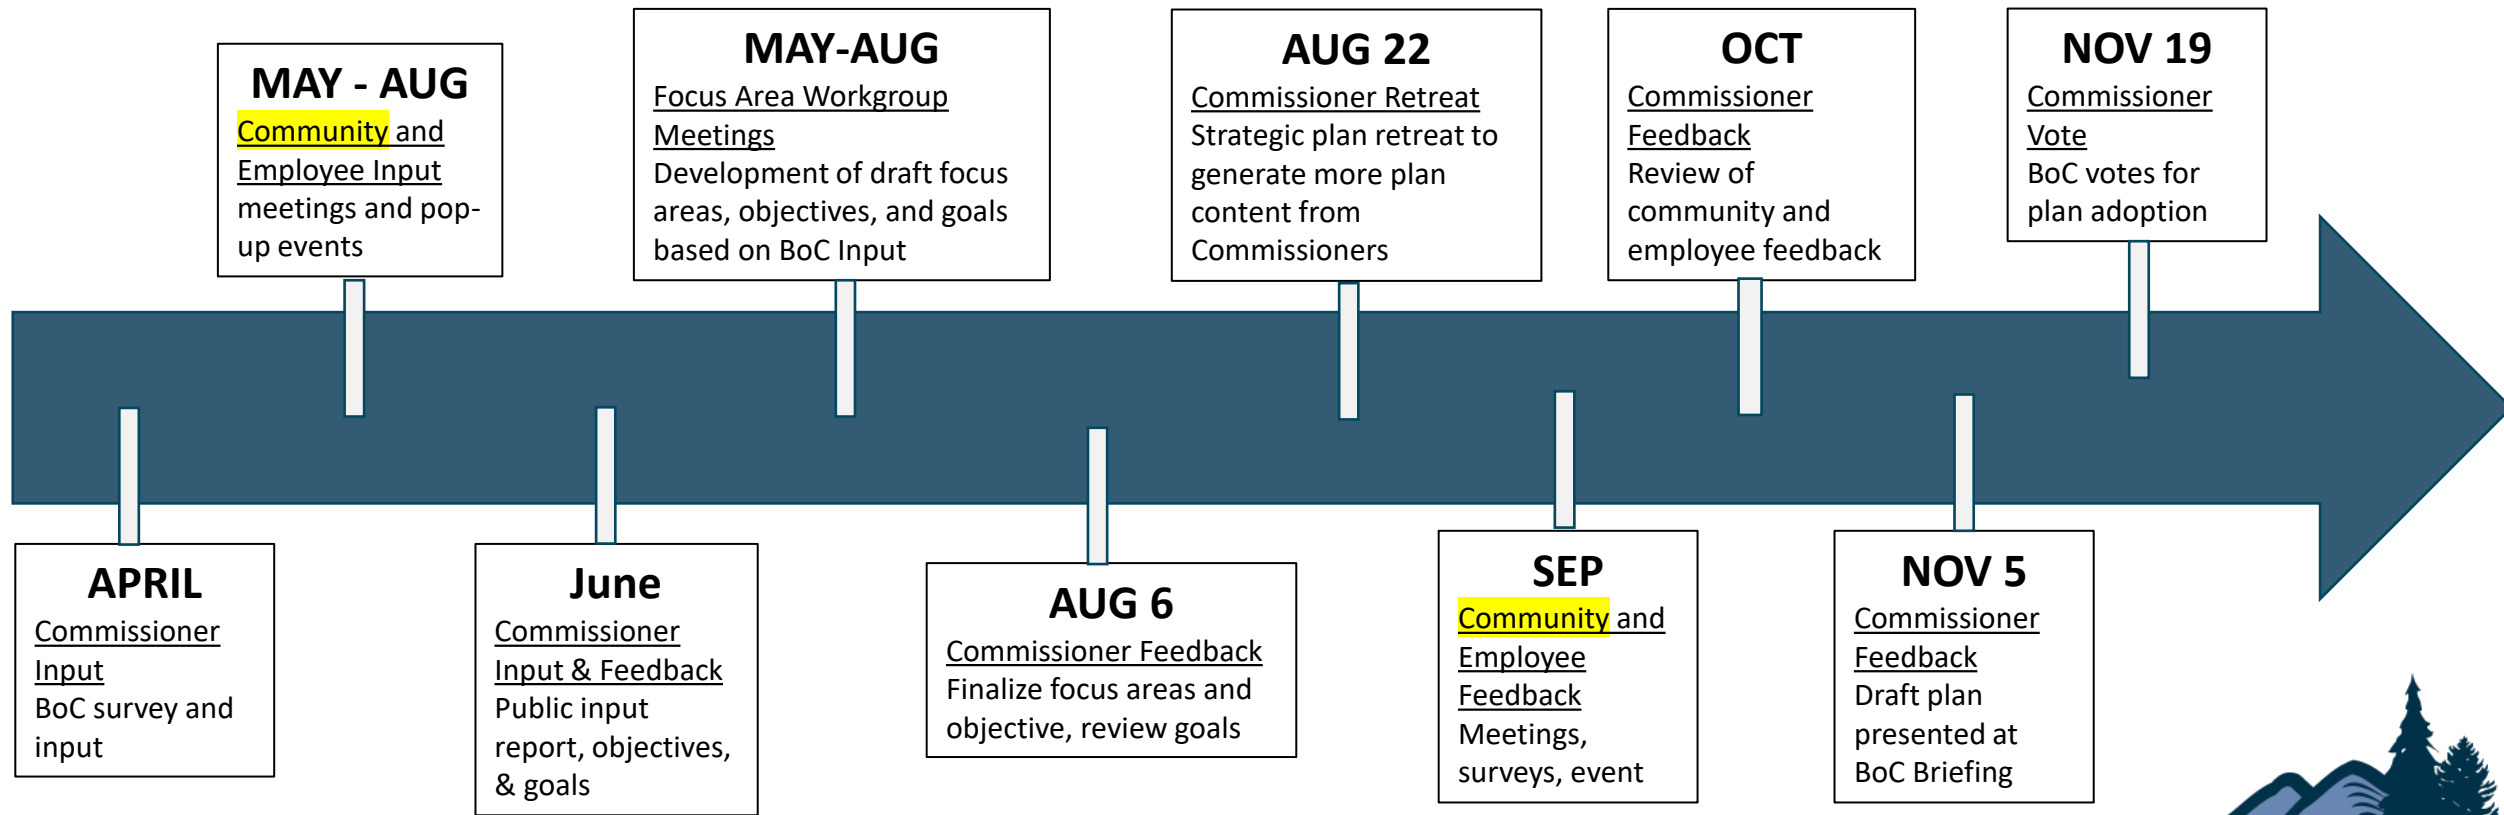 MAY - AUG
Community and
Employee Input
meetings and pop-
up events
MAY-AUG
Focus Area Workgroup
Meetings
Development of draft focus
areas, objectives, and goals
based on BoC Input
AUG 22
Commissioner Retreat
Strategic plan retreat to
generate more plan
content from
Commissioners
OCT
Commissioner
Feedback
Review of
community and
employee feedback
NOV 19
Commissioner
Vote
BoC votes for
plan adoption
APRIL
Commissioner
Input
BoC survey and
input
June
Commissioner
Input & Feedback
Public input
report, objectives,
& goals
AUG 6
Commissioner Feedback
Finalize focus areas and
objective, review goals
SEP
Community and
Employee
Feedback
Meetings,
surveys, event
NOV 5
Commissioner
Feedback
Draft plan
presented at
BoC Briefing